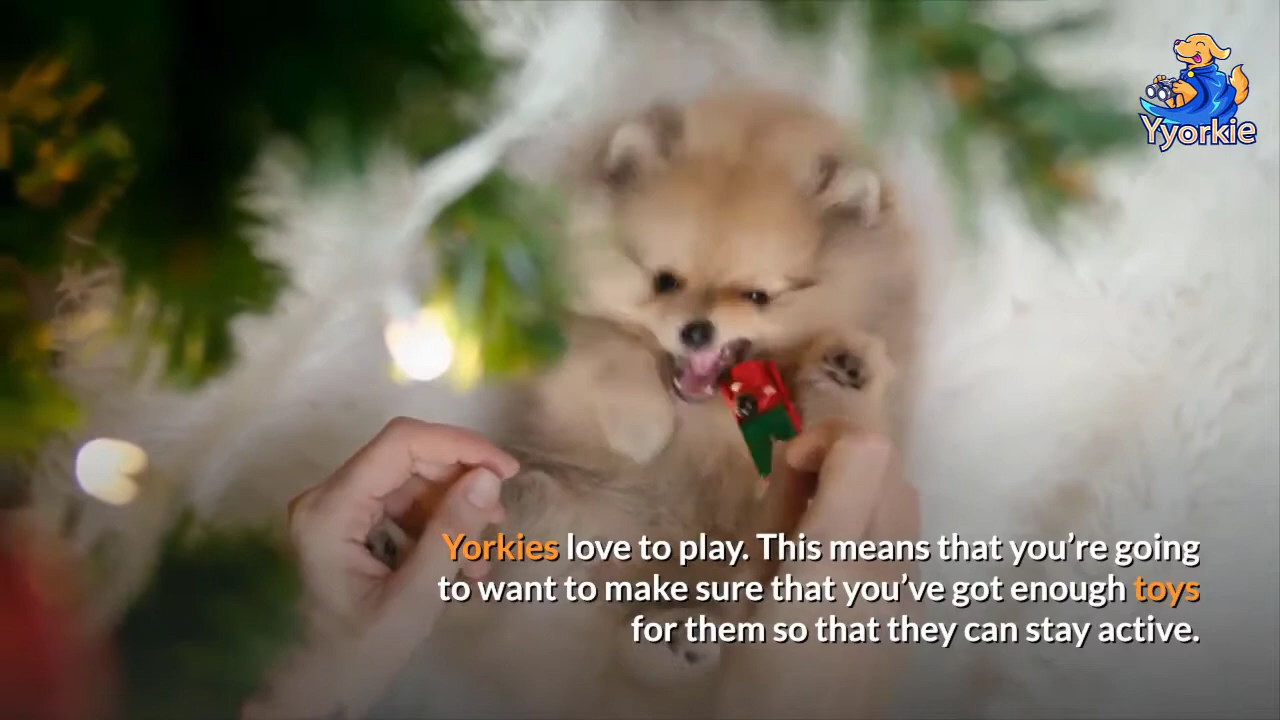 Yyorkie
Yorkies love to play. This means that you're going
to want to make sure that you've got enough toys
for them so that they can stay active.